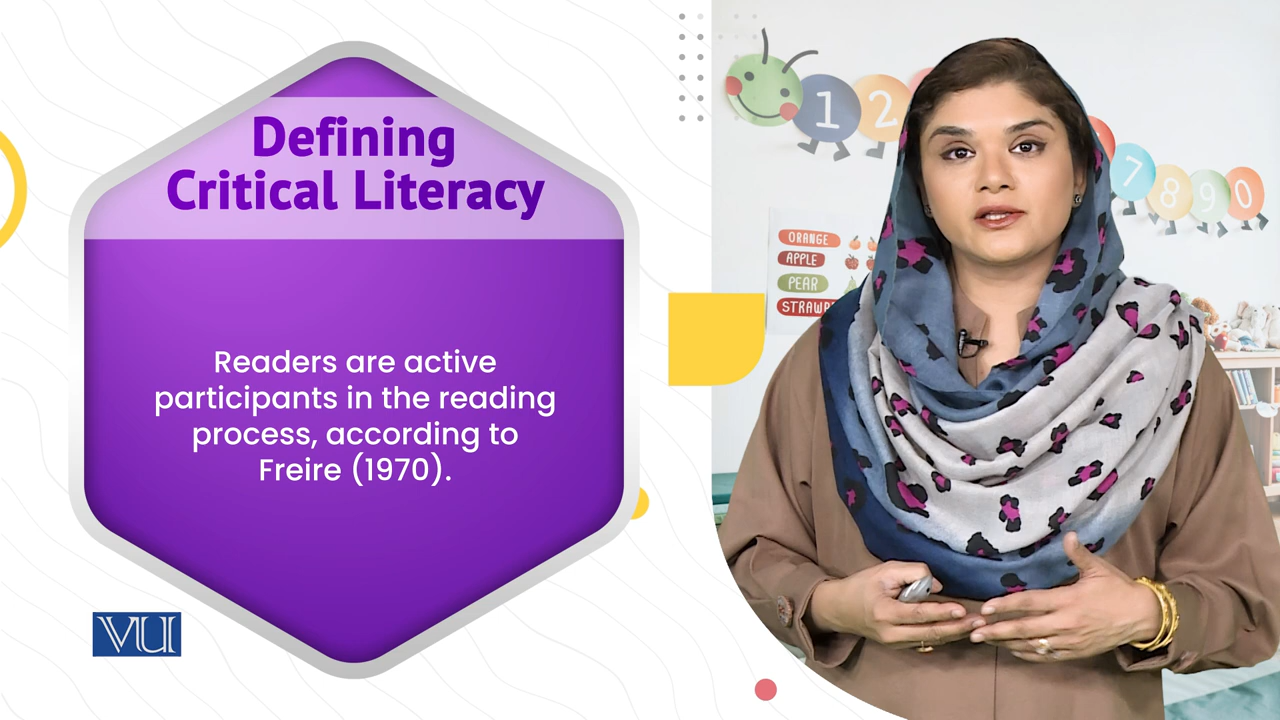 Defining
Critical Literacy
Readers are active
participants in the reading
process, according to
Freire (1970).
VU
1 2
7 8 9 0
ORANGE
APPLE
PEAR